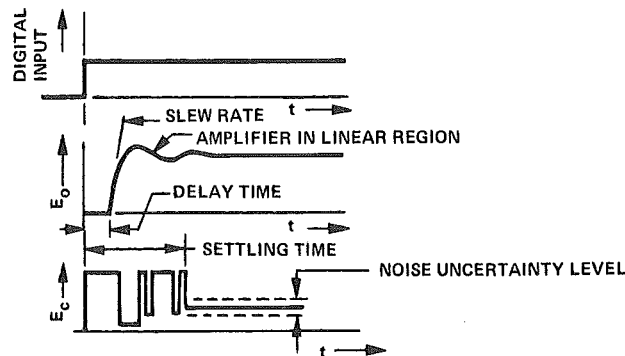 DIGITAL
INPUT
t
SLEW RATE
AMPLIFIER IN LINEAR REGION
Eo
DELAY TIME
t
SETTLING TIME
NOISE UNCERTAINTY LEVEL
Ec
t